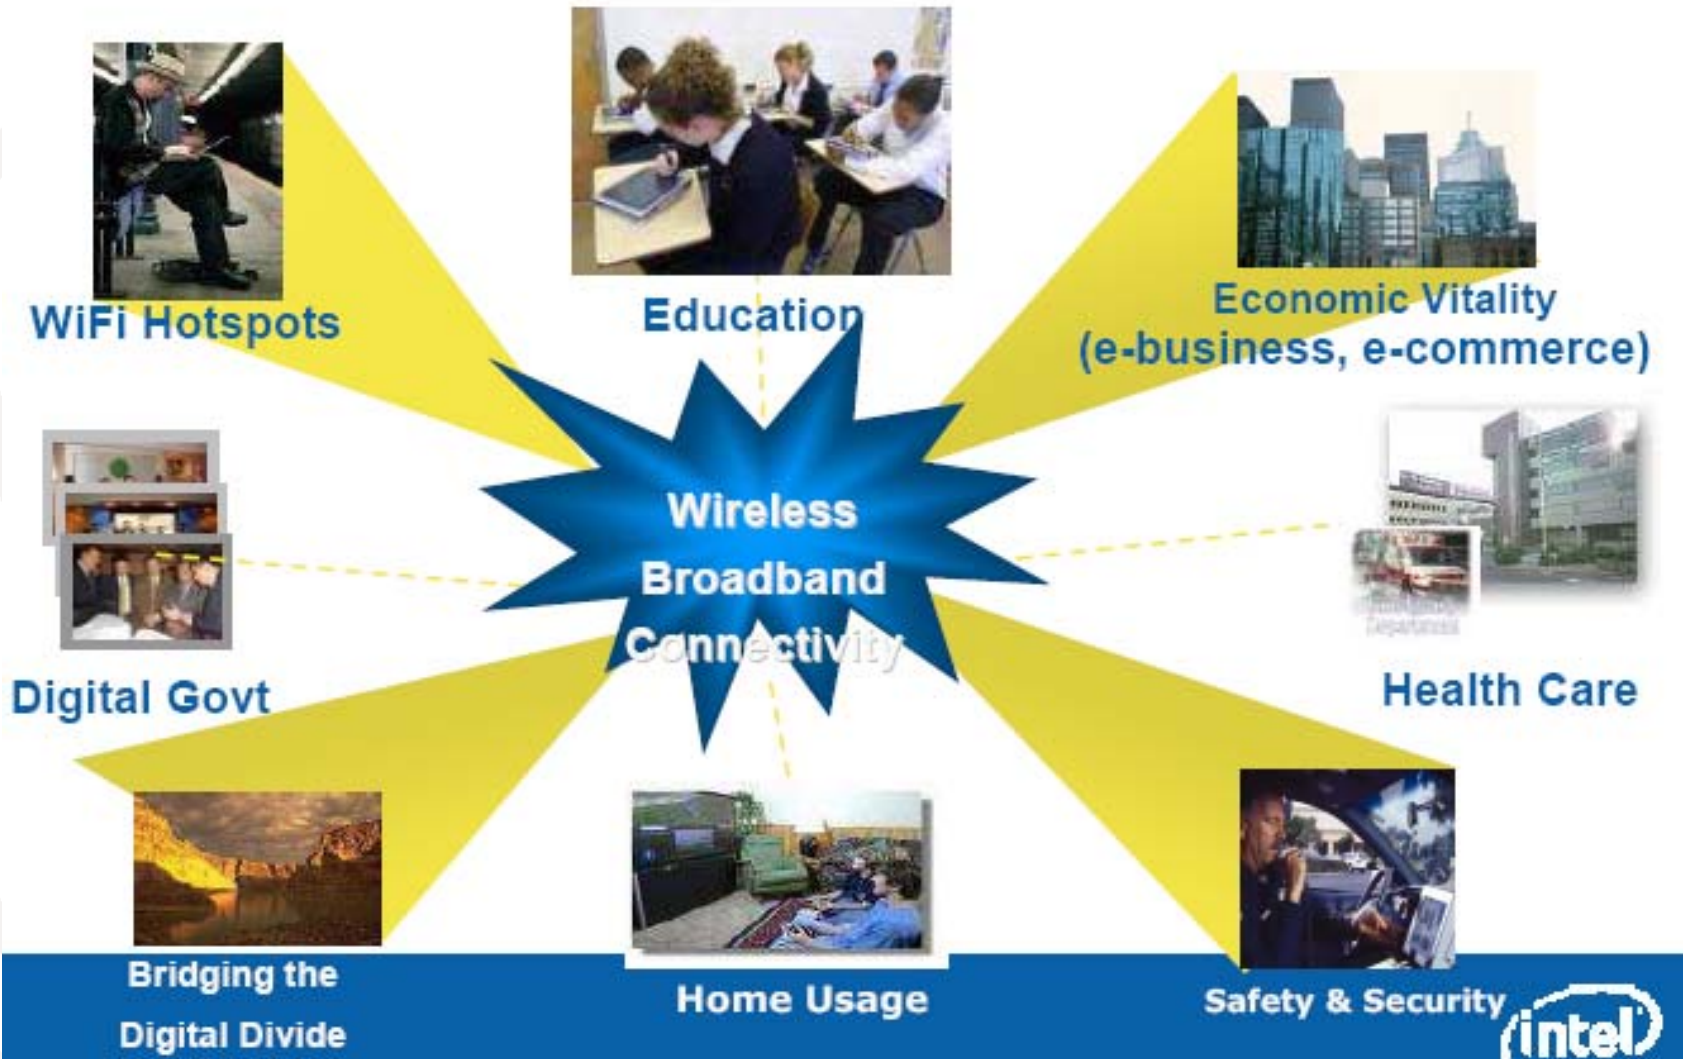 WiFi Hotspots
Education
Economic Vitality
(e-business, e-commerce)
Wireless
Broadband
Connectivity
Digital Govt
Department
Health Care
Bridging the
Digital Divide
Home Usage
Safety & Security
intel